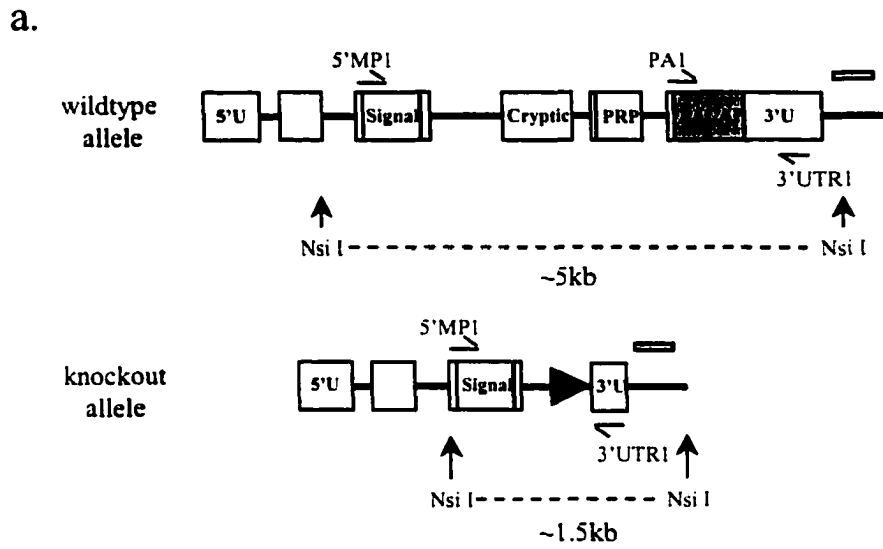 a.
5'MP1 PA1
wildtype allele
5'U Signal Cryptic PRP 3'U
3'UTR1
Nsi I Nsi I
~5kb
5'MP1
knockout allele
5'U Signal 3'U
3'UTR1
Nsi I Nsi I
~1.5kb